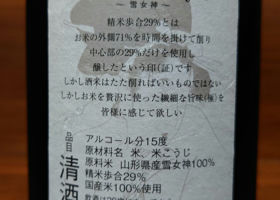 ～雪女神～
精米歩合29%とは
お米の外側71%を時間を掛けて削り
中心部の29%だけを使用し
醸したという印(証)です
しかし酒米はただ削ればいいものではない
しかしお米を贅沢に使った繊細な旨味(極)を
皆様に感じて欲しい
品目
清酒
アルコール分15度
原材料名 米、米こうじ
原料米 山形県産雪女神100%
精米歩合29%
国産米100%使用